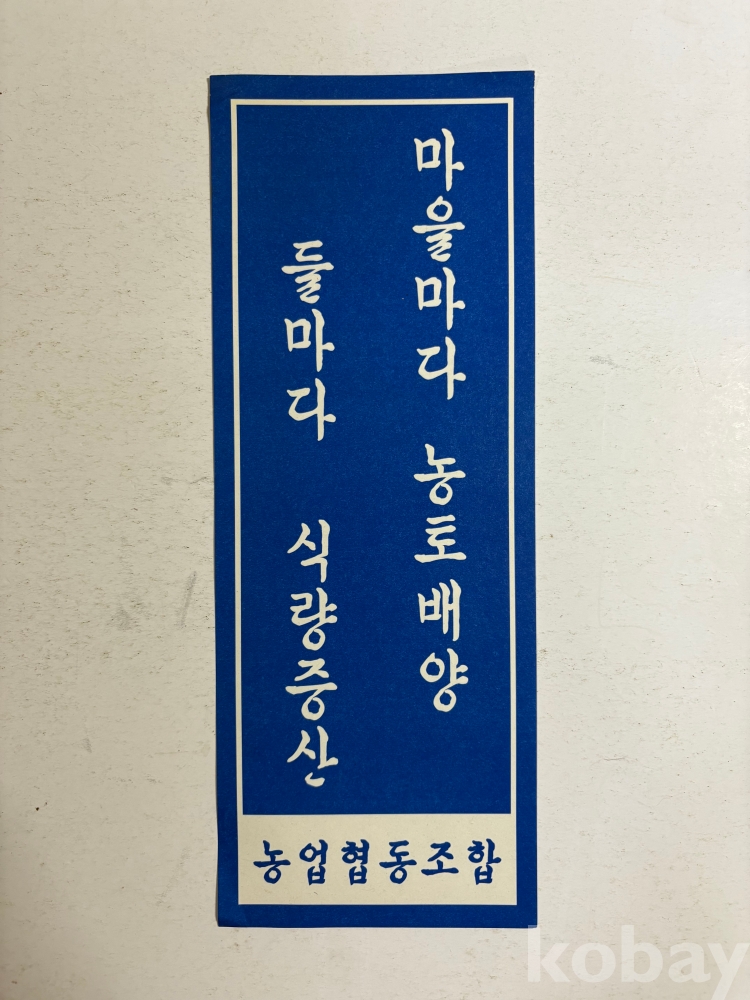 마을마다 농토배양
들마다 식량증산
농업협동조합
kobay